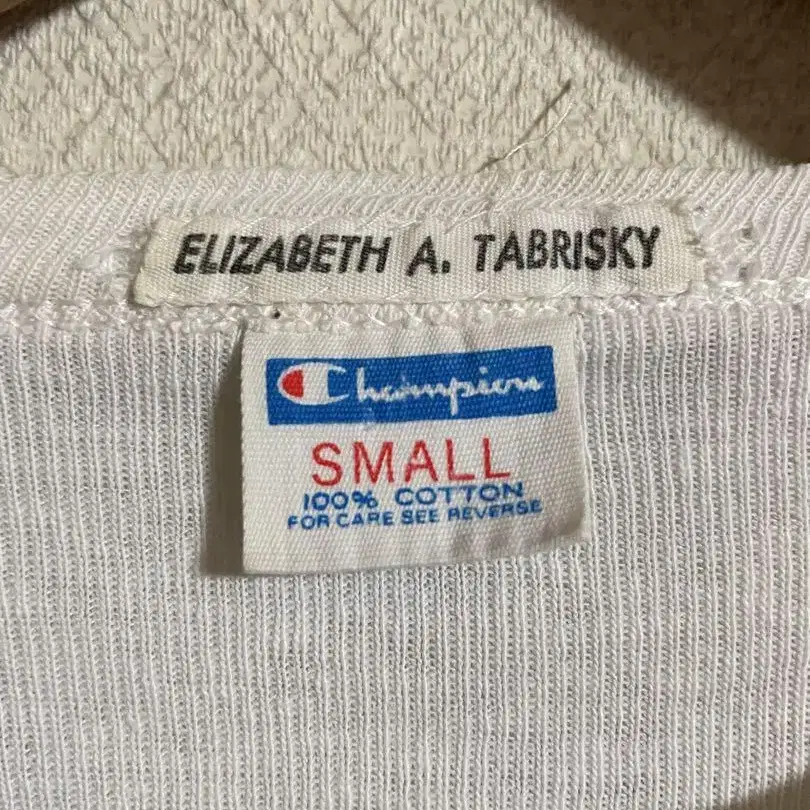 ELIZABETH A. TABRISKY
Champion
SMALL
100% COTTON
FOR CARE SEE REVERSE